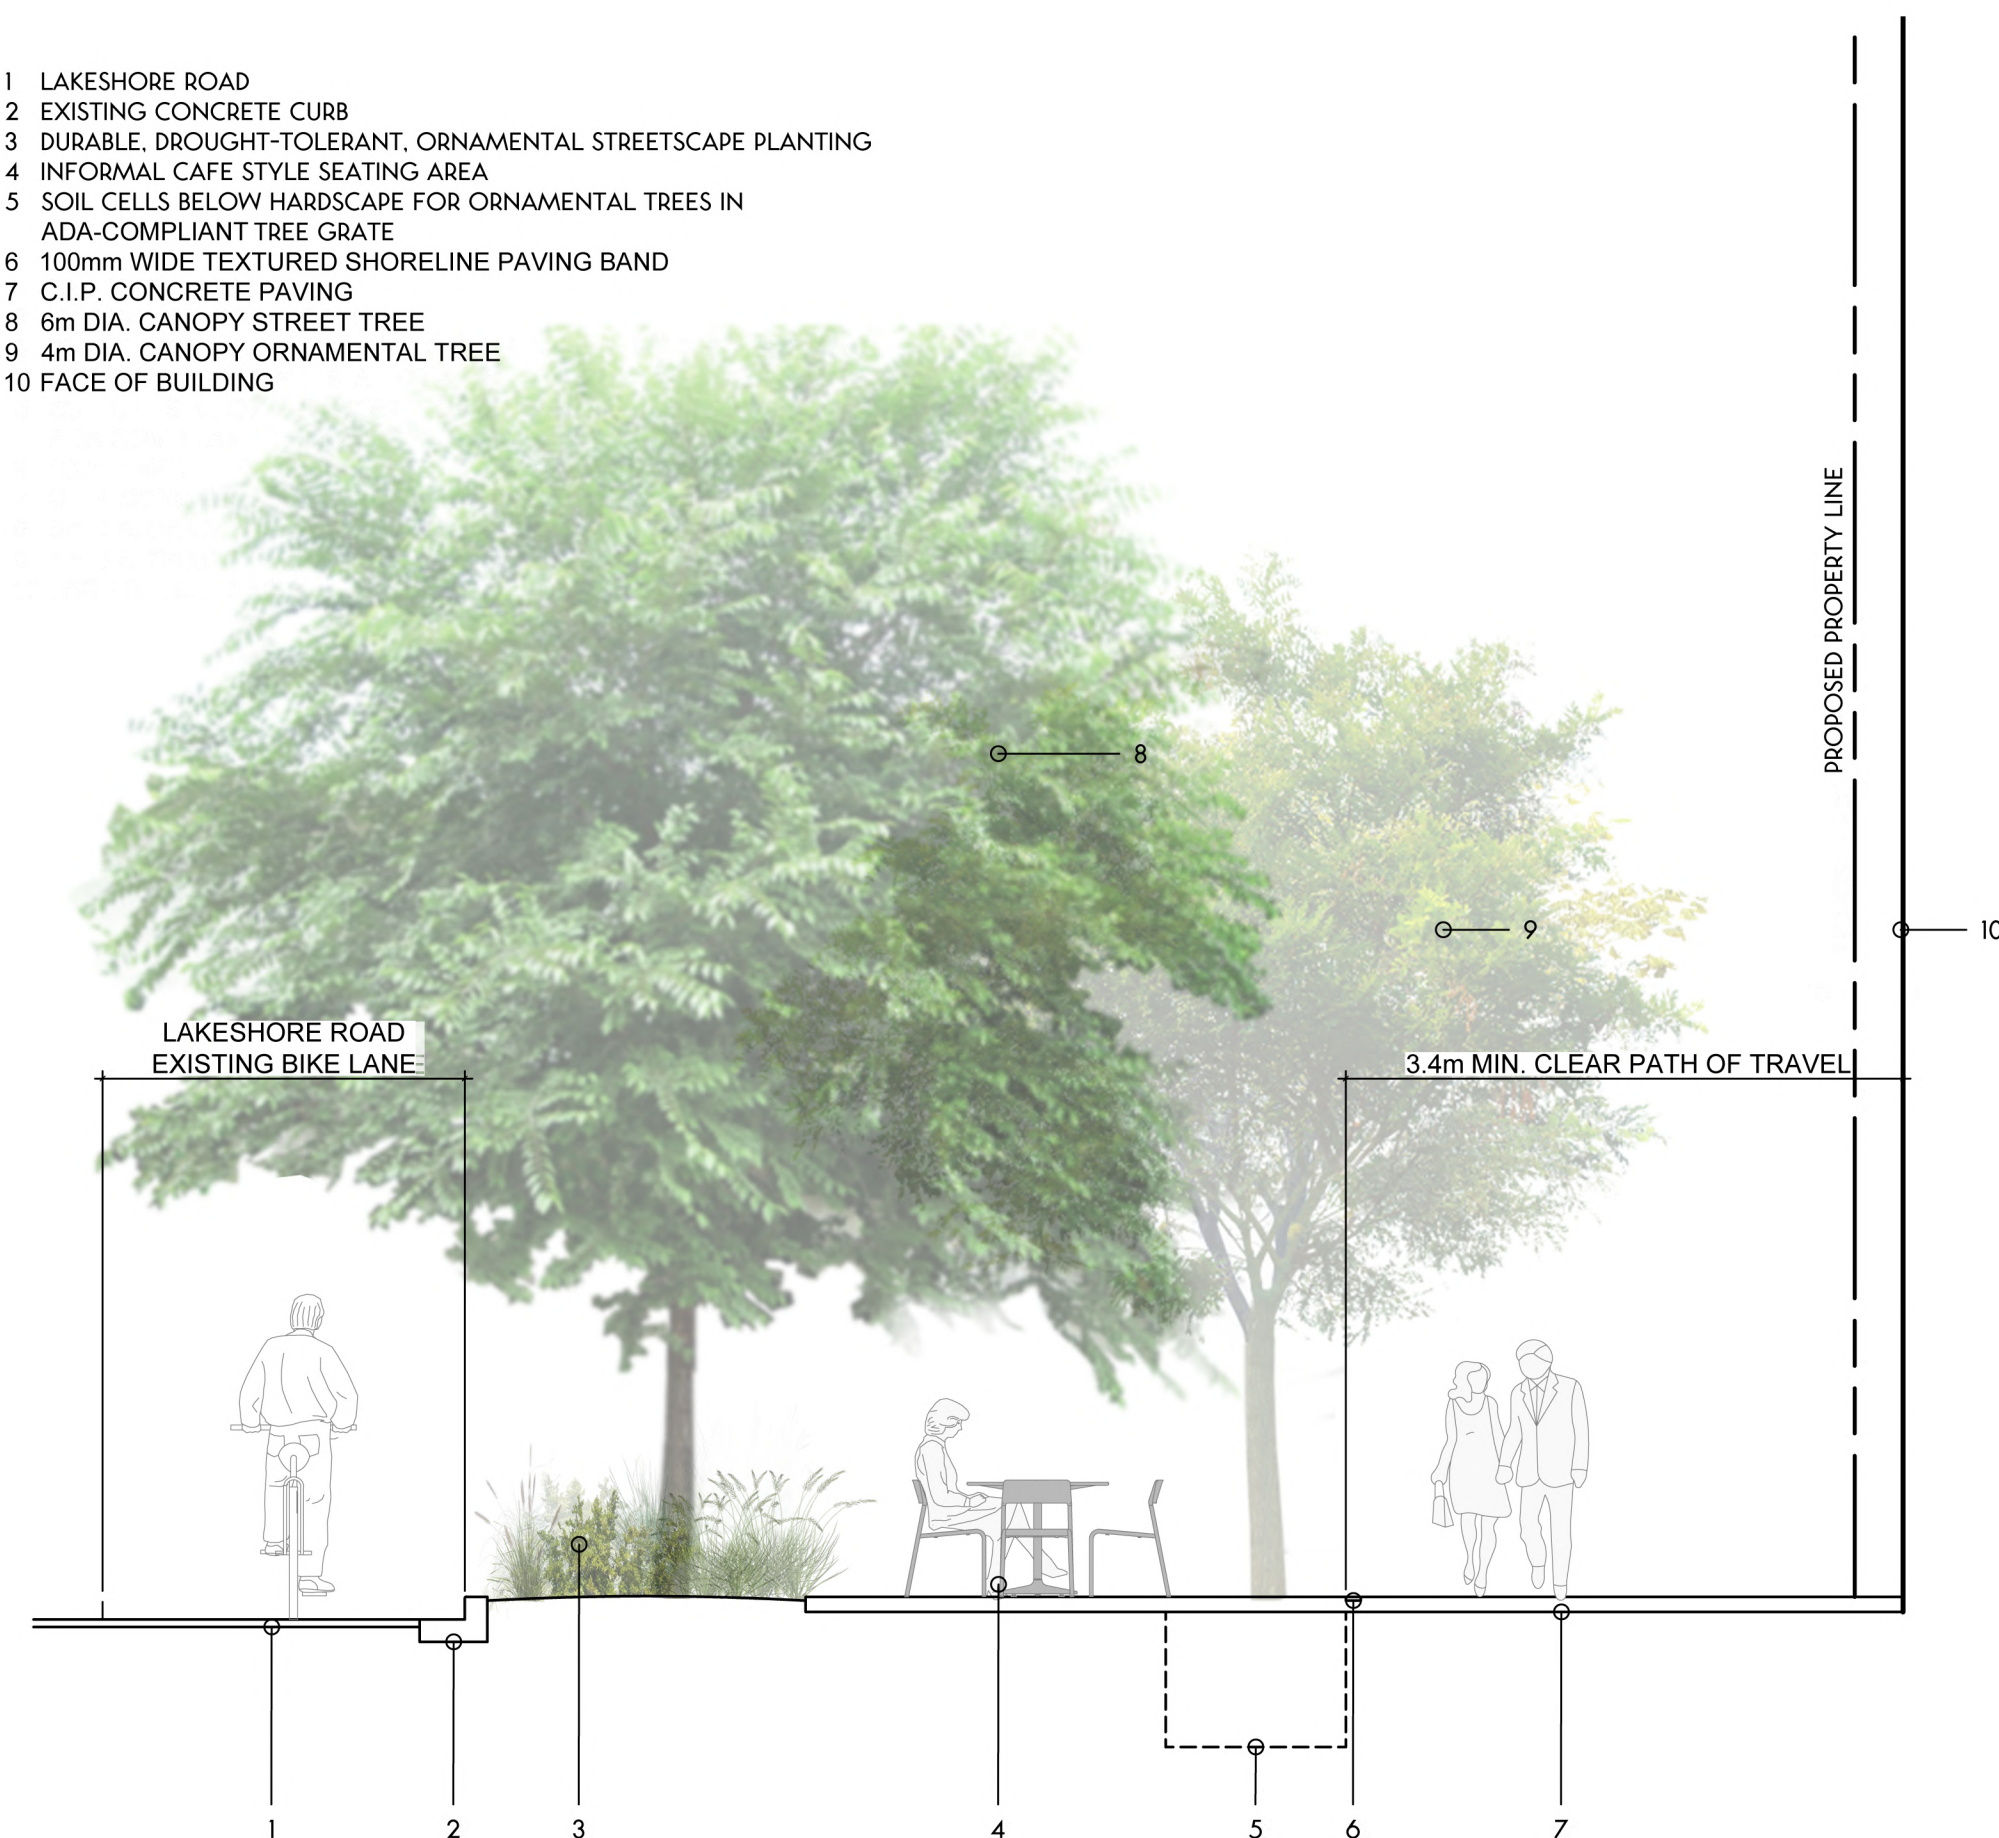 1 LAKESHORE ROAD
2 EXISTING CONCRETE CURB
3 DURABLE, DROUGHT-TOLERANT, ORNAMENTAL STREETSCAPE PLANTING
4 INFORMAL CAFE STYLE SEATING AREA
5 SOIL CELLS BELOW HARDSCAPE FOR ORNAMENTAL TREES IN
ADA-COMPLIANT TREE GRATE
6 100mm WIDE TEXTURED SHORELINE PAVING BAND
7 C.I.P. CONCRETE PAVING
8 6m DIA. CANOPY STREET TREE
9 4m DIA. CANOPY ORNAMENTAL TREE
10 FACE OF BUILDING
PROPOSED PROPERTY LINE
8
9
10
LAKESHORE ROAD
EXISTING BIKE LANE
3.4m MIN. CLEAR PATH OF TRAVEL
1 2 3 4 5 6 7